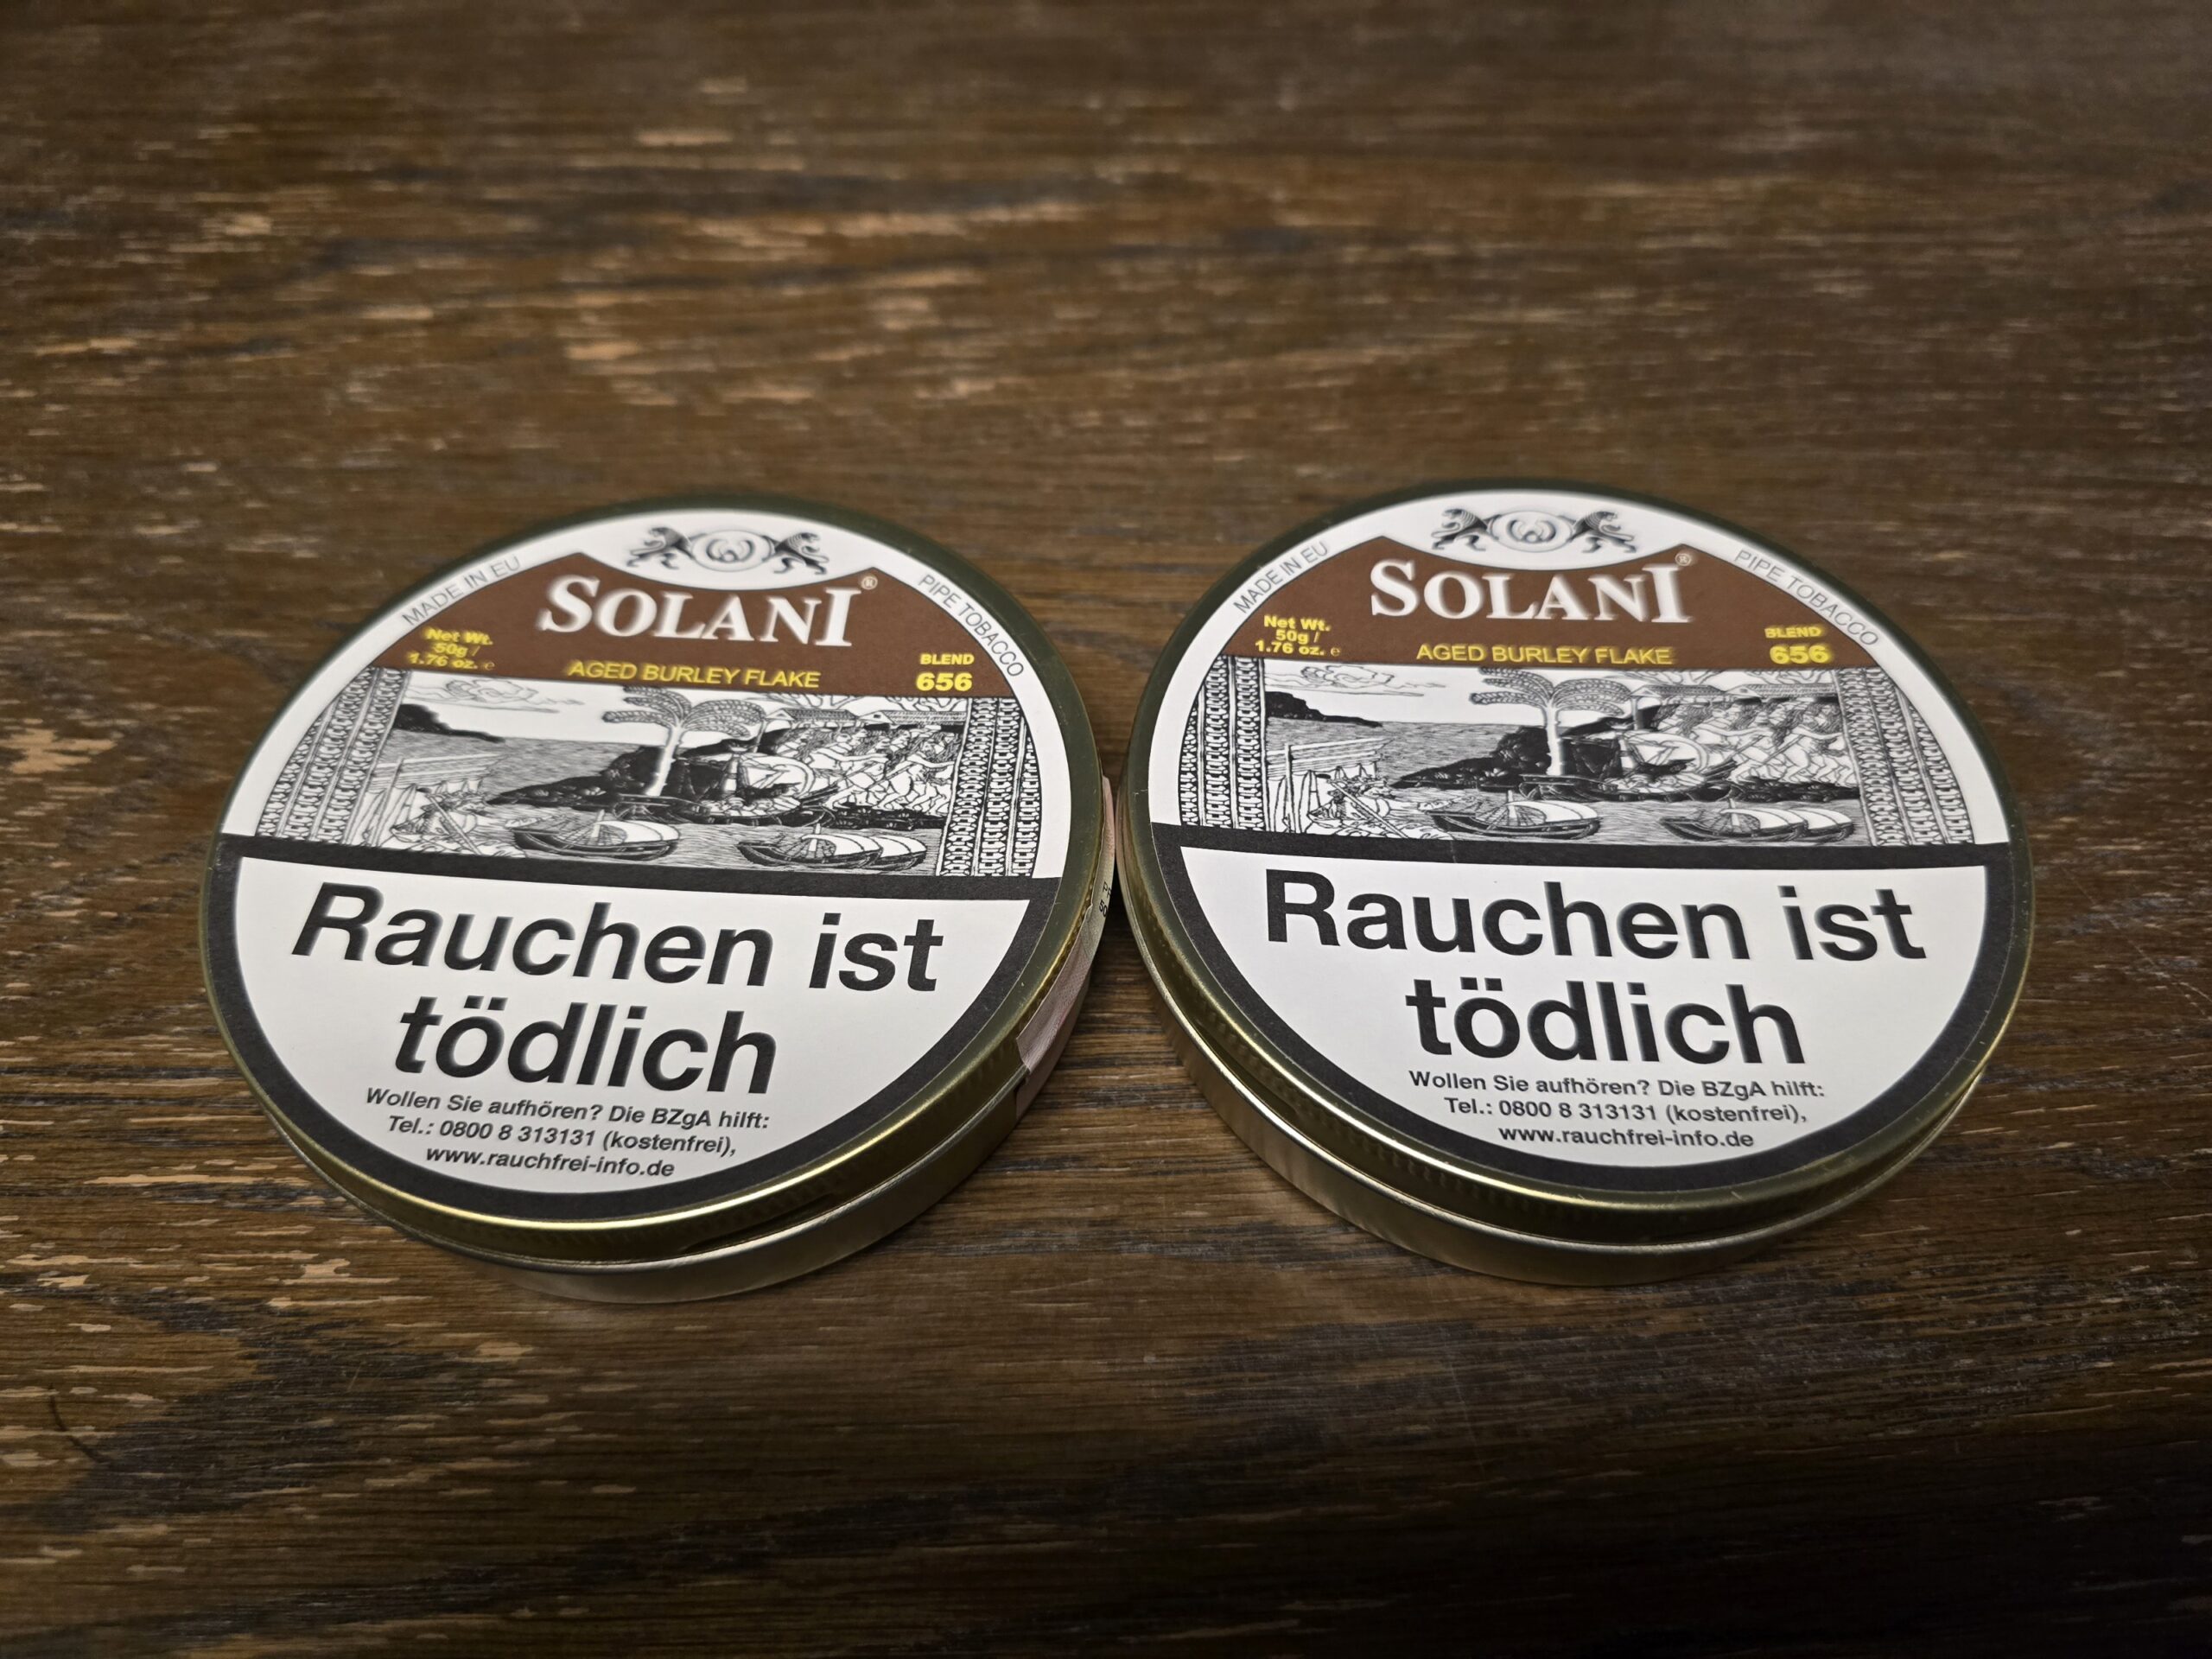 MADE IN EU
PIPE TOBACCO
SOLANI®
Net Wt.
50g /
1.76 oz. e
AGED BURLEY FLAKE
BLEND
656
Rauchen ist
tödlich
Wollen Sie aufhören? Die BZgA hilft:
Tel.: 0800 8 313131 (kostenfrei),
www.rauchfrei-info.de
MADE IN EU
PIPE TOBACCO
SOLANI®
Net Wt.
50g /
1.76 oz. e
AGED BURLEY FLAKE
BLEND
656
Rauchen ist
tödlich
Wollen Sie aufhören? Die BZgA hilft:
Tel.: 0800 8 313131 (kostenfrei),
www.rauchfrei-info.de